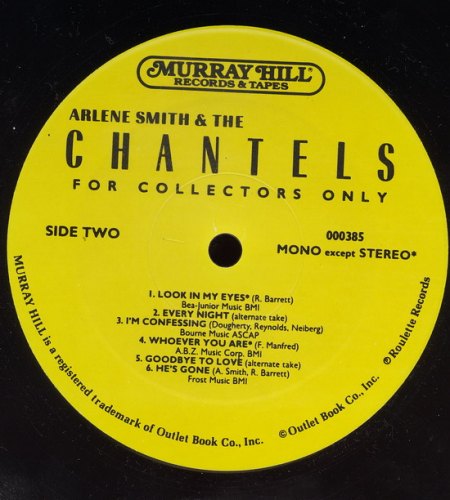 MURRAY HILL®
RECORDS & TAPES
ARLENE SMITH & THE
CHANTELS
FOR COLLECTORS ONLY
SIDE TWO
000385
MONO except STEREO*
1. LOOK IN MY EYES* (R. Barrett)
Bea-Junior Music BMI
2. EVERY NIGHT (alternate take)
3. I'M CONFESSING (Dougherty, Reynolds, Neiberg)
Bourne Music ASCAP
4. WHOEVER YOU ARE* (F. Manfred)
A.B.Z. Music Corp. BMI
5. GOODBYE TO LOVE (alternate take)
6. HE'S GONE (A. Smith, R. Barrett)
Frost Music BMI
MURRAY HILL is a registered trademark of Outlet Book Co., Inc.
©Outlet Book Co., Inc.
℗Roulette Records